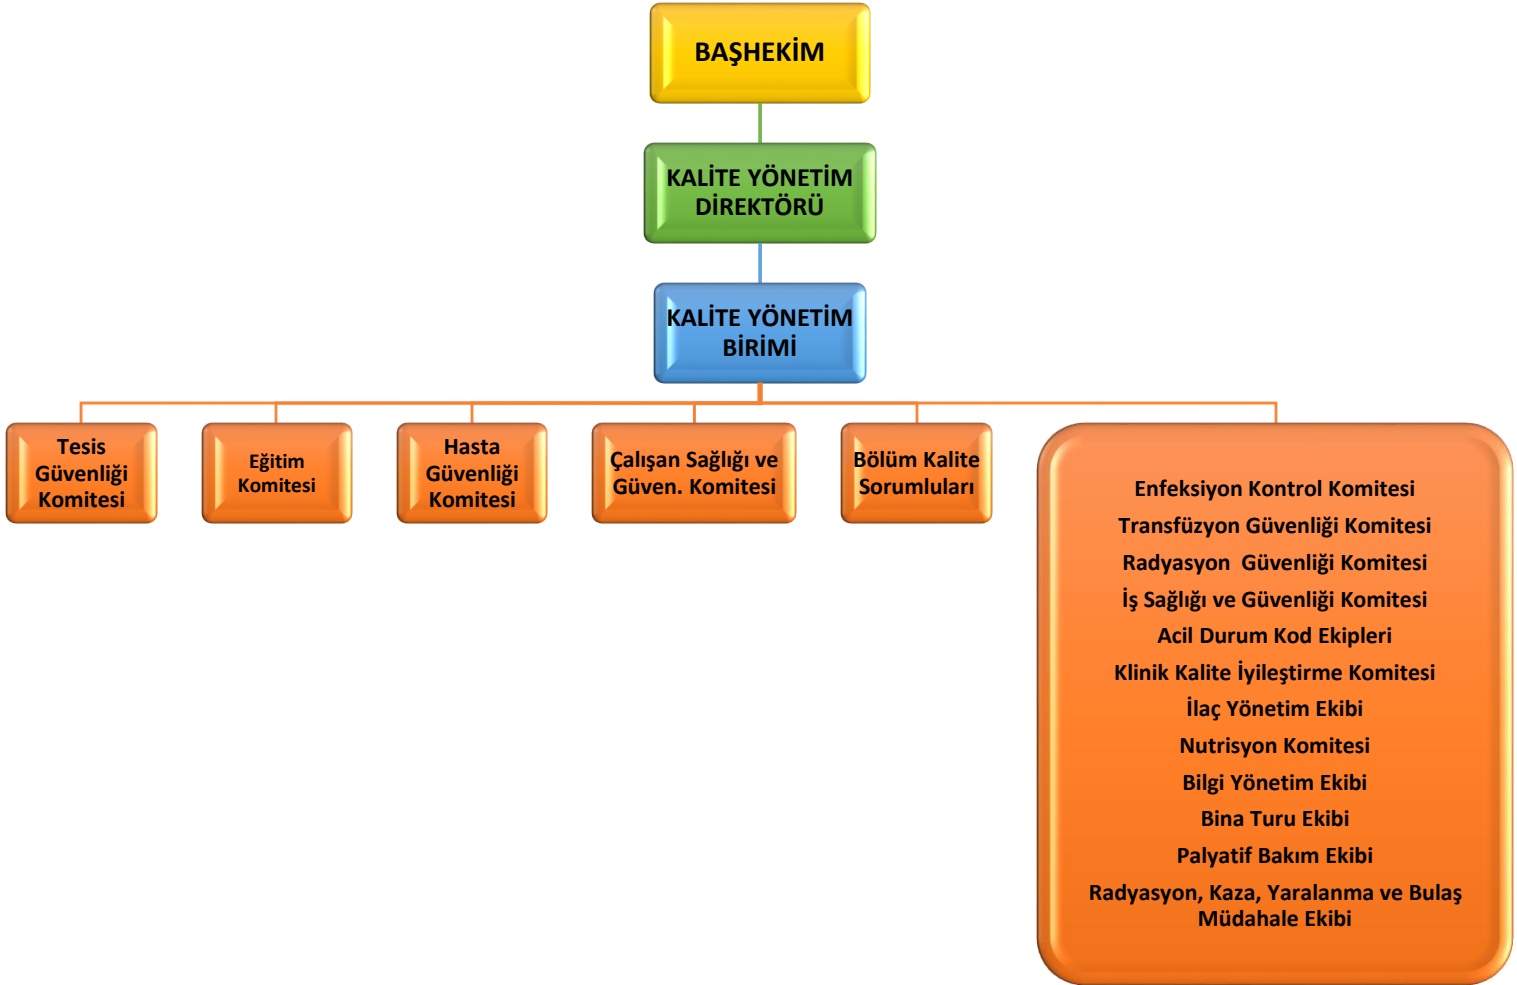 BAŞHEKİM
KALİTE YÖNETİM
DİREKTÖRÜ
KALİTE YÖNETİM
BİRİMİ
Tesis
Güvenliği
Komitesi
Eğitim
Komitesi
Hasta
Güvenliği
Komitesi
Çalışan Sağlığı ve
Güven. Komitesi
Bölüm Kalite
Sorumluları
Enfeksiyon Kontrol Komitesi
Transfüzyon Güvenliği Komitesi
Radyasyon  Güvenliği Komitesi
İş Sağlığı ve Güvenliği Komitesi
Acil Durum Kod Ekipleri
Klinik Kalite İyileştirme Komitesi
İlaç Yönetim Ekibi
Nutrisyon Komitesi
Bilgi Yönetim Ekibi
Bina Turu Ekibi
Palyatif Bakım Ekibi
Radyasyon, Kaza, Yaralanma ve Bulaş
Müdahale Ekibi